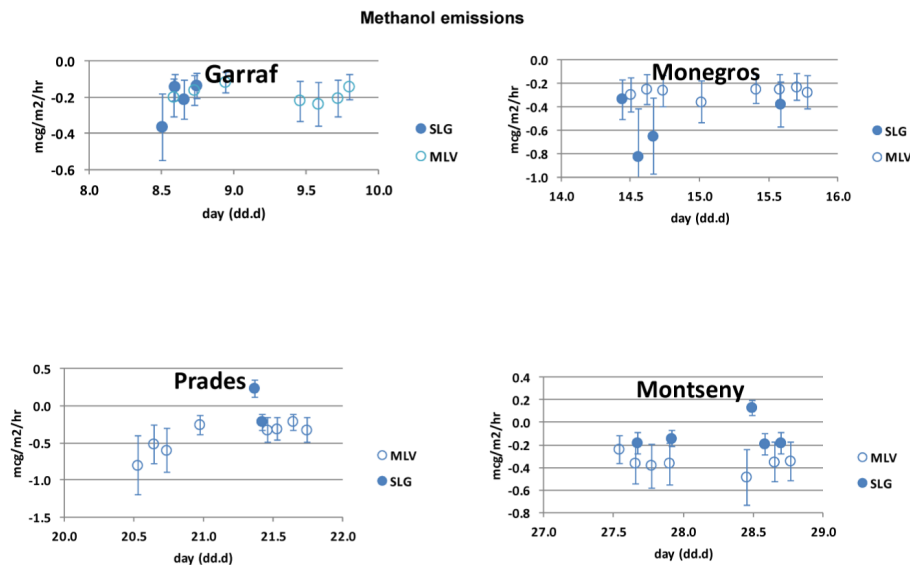 Methanol emissions
Garraf
0.0
-0.2
-0.4
-0.6
8.0 8.5 9.0 9.5 10.0
mcg/m2/hr
day (dd.d)
SLG
MLV
Monegros
0.0
-0.2
-0.4
-0.6
-0.8
-1.0
14.0 14.5 15.0 15.5 16.0
mcg/m2/hr
day (dd.d)
SLG
MLV
Prades
0.5
0.0
-0.5
-1.0
-1.5
20.0 20.5 21.0 21.5 22.0
mcg/m2/hr
day (dd.d)
MLV
SLG
Montseny
0.4
0.2
-0.0
-0.2
-0.4
-0.6
-0.8
27.0 27.5 28.0 28.5 29.0
mcg/m2/hr
day (dd.d)
MLV
SLG